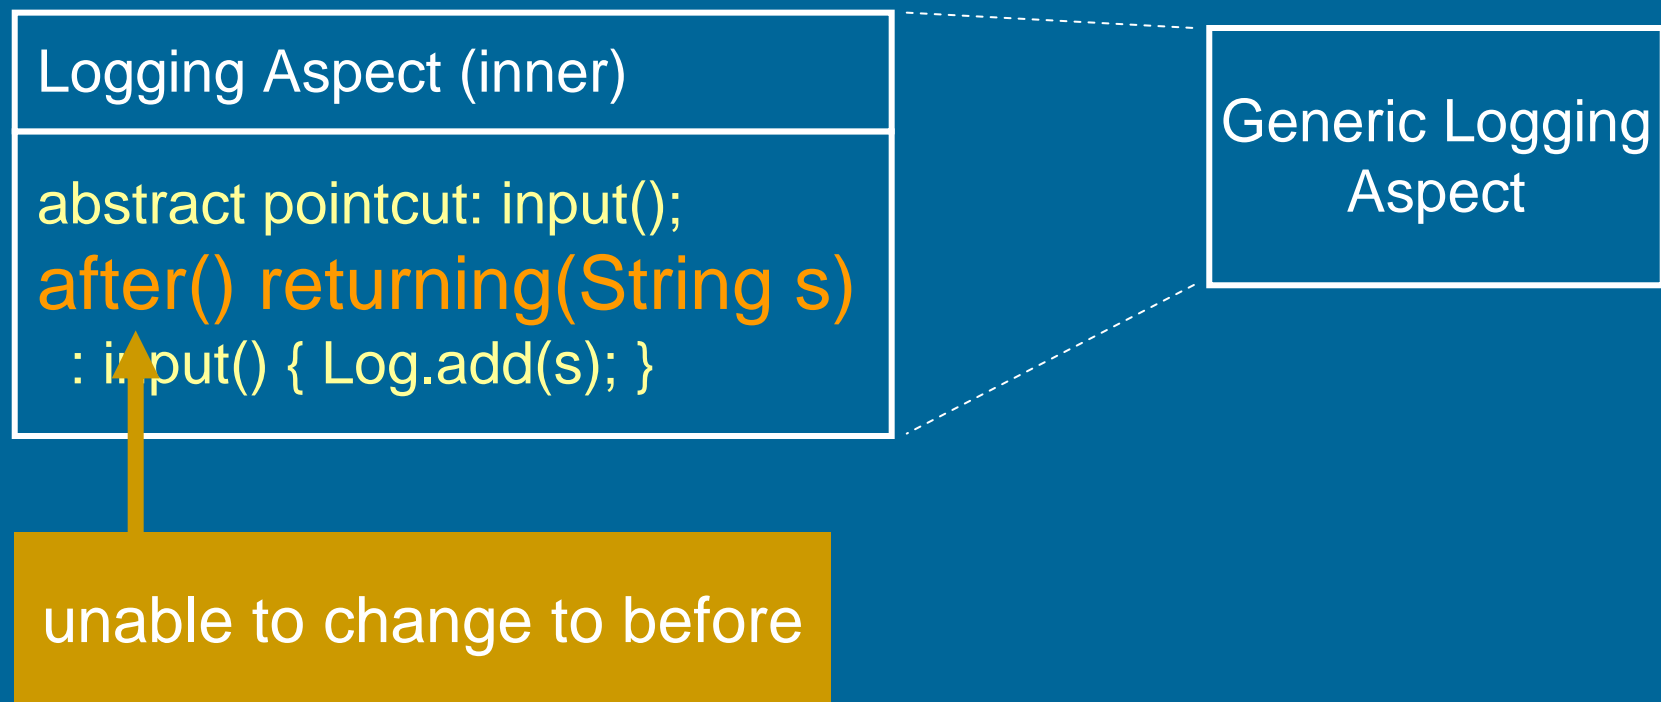 Logging Aspect (inner)
abstract pointcut: input();
after() returning(String s)
: input() { Log.add(s); }
unable to change to before
Generic Logging
Aspect